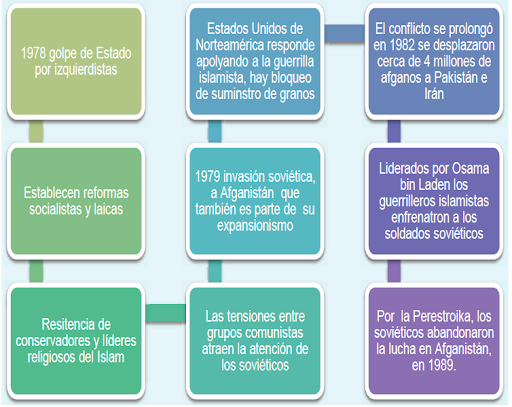 1978 golpe de Estado
por izquierdistas
Establecen reformas
socialistas y laicas
Resitencia de
conservadores y líderes
religiosos del Islam
Las tensiones entre
grupos comunistas
atraen la atención de
los soviéticos
1979 invasión soviética,
a Afganistán que
también es parte de su
expansionismo
Estados Unidos de
Norteamérica responde
apolyando a la guerrilla
islamista, hay bloqueo
de suminstro de granos
El conflicto se prolongó
en 1982 se desplazaron
cerca de 4 millones de
afganos a Pakistán e
Irán
Liderados por Osama
bin Laden los
guerrilleros islamistas
enfrenatron a los
soldados soviéticos
Por la Perestroika, los
soviéticos abandonaron
la lucha en Afganistán,
en 1989.